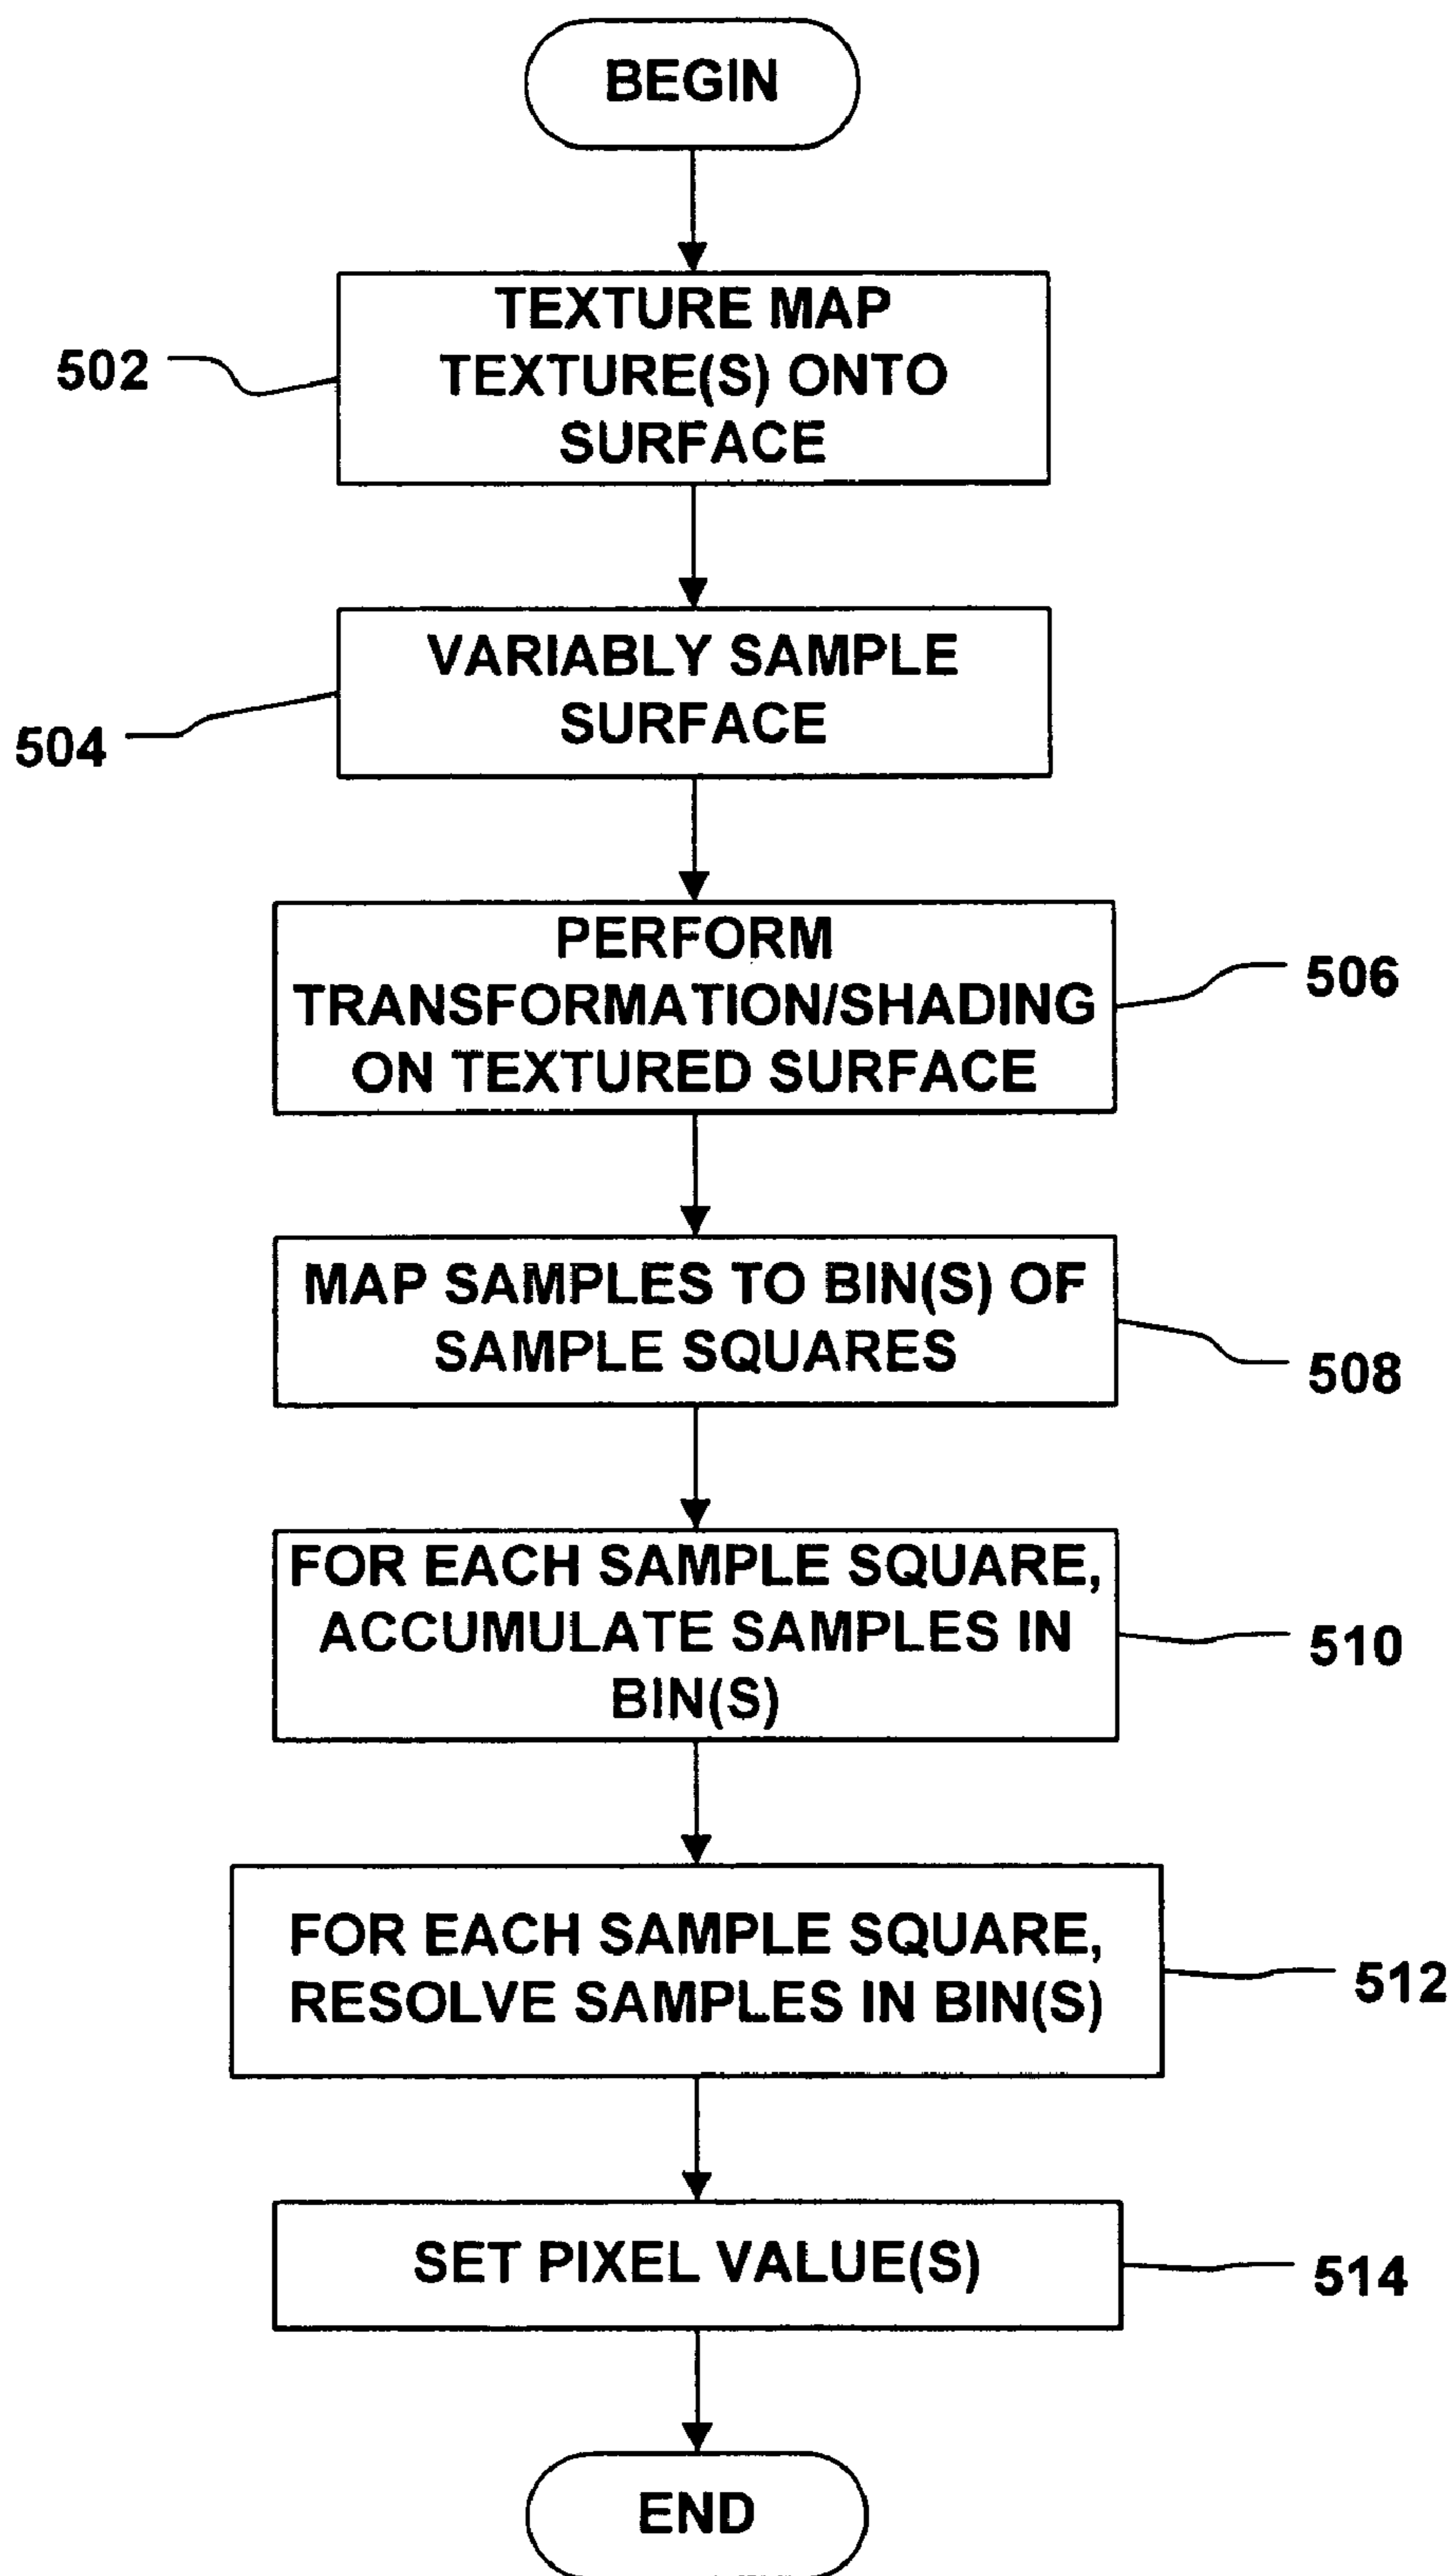 BEGIN
TEXTURE MAP
TEXTURE(S) ONTO
SURFACE
502
VARIABLY SAMPLE
SURFACE
504
PERFORM
TRANSFORMATION/SHADING
ON TEXTURED SURFACE
506
MAP SAMPLES TO BIN(S) OF
SAMPLE SQUARES
508
FOR EACH SAMPLE SQUARE,
ACCUMULATE SAMPLES IN
BIN(S)
510
FOR EACH SAMPLE SQUARE,
RESOLVE SAMPLES IN BIN(S)
512
SET PIXEL VALUE(S)
514
END